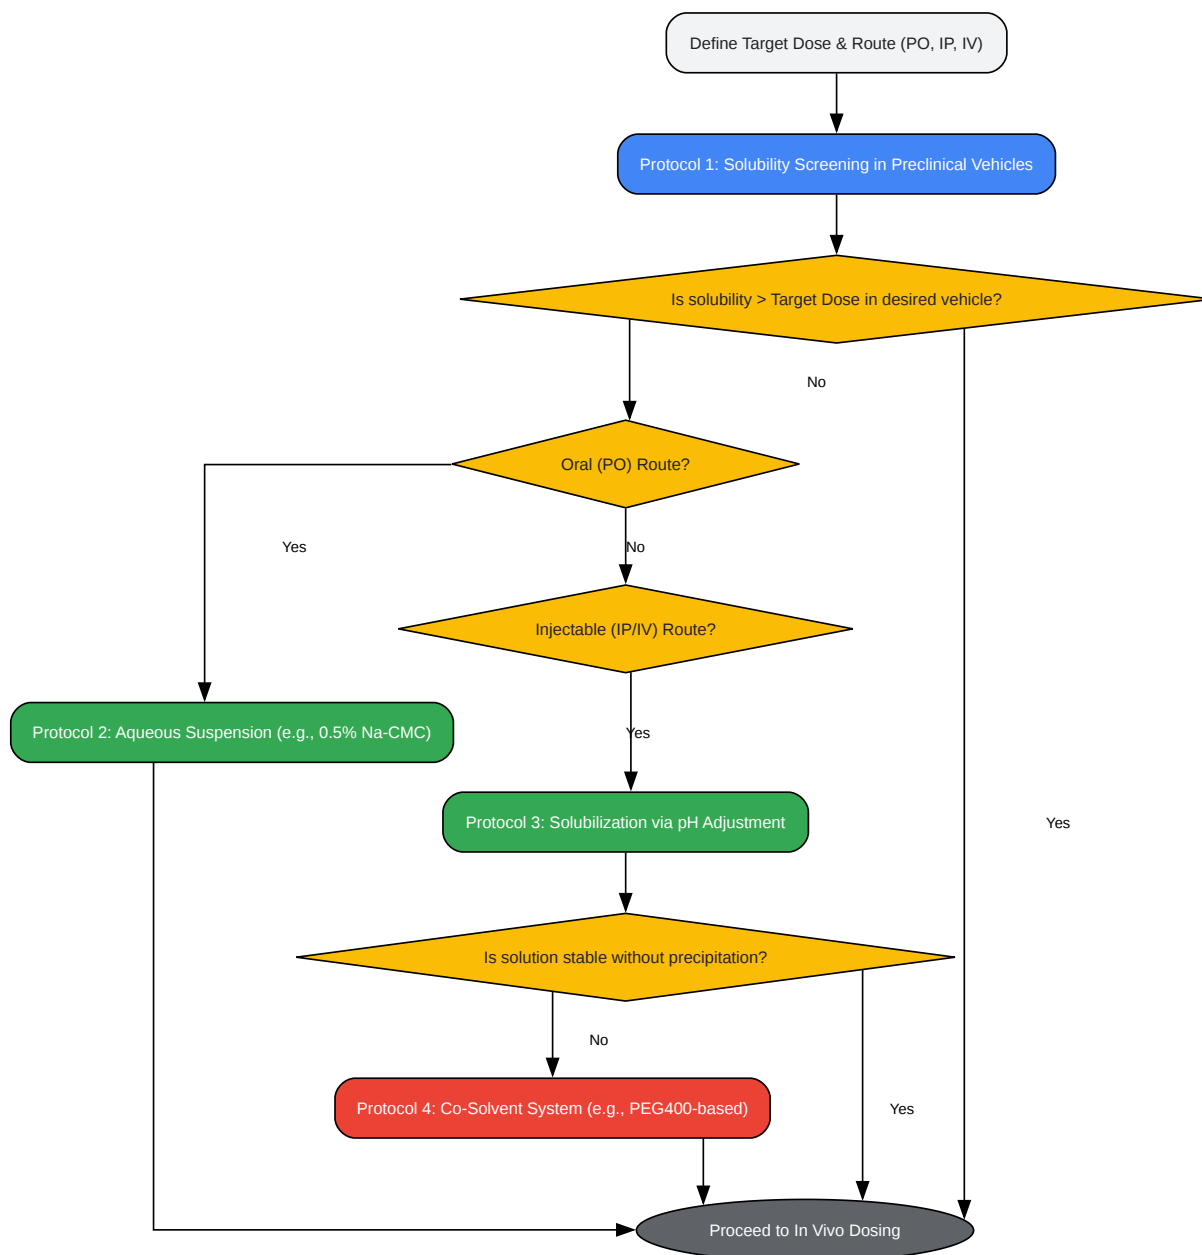 Define Target Dose & Route (PO, IP, IV)
Protocol 1: Solubility Screening in Preclinical Vehicles
Is solubility > Target Dose in desired vehicle?
No
Oral (PO) Route?
Yes
No
Injectable (IP/IV) Route?
Protocol 2: Aqueous Suspension (e.g., 0.5% Na-CMC)
Yes
Protocol 3: Solubilization via pH Adjustment
Yes
Is solution stable without precipitation?
No
Protocol 4: Co-Solvent System (e.g., PEG400-based)
Yes
Proceed to In Vivo Dosing